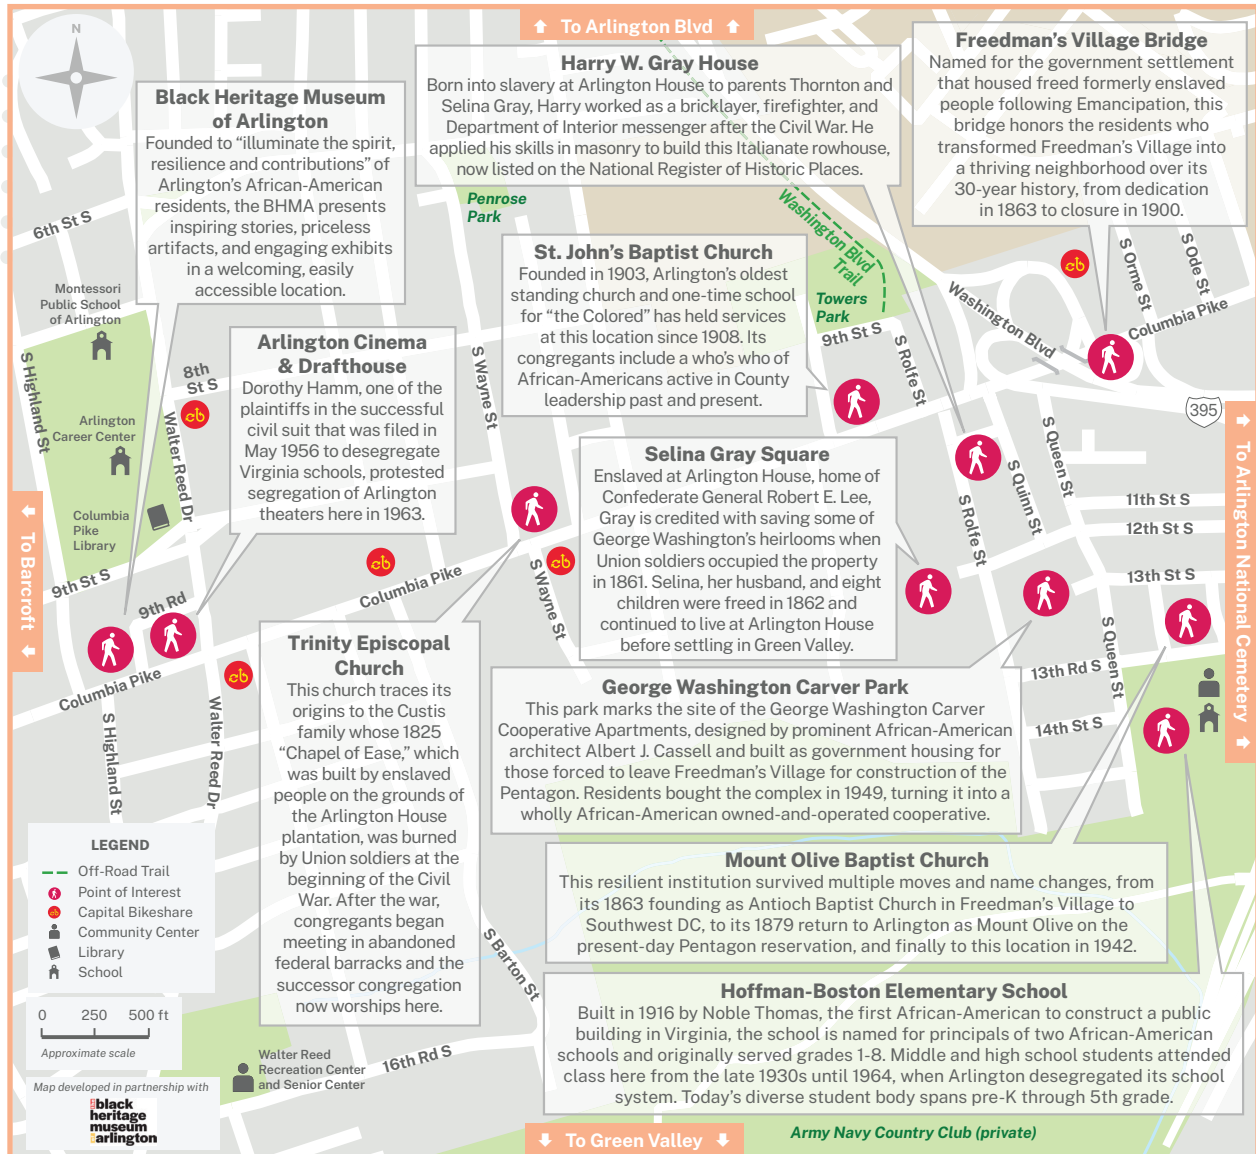 To Arlington Blvd
N
Freedman's Village Bridge
Named for the government settlement
that housed freed formerly enslaved
people following Emancipation, this
bridge honors the residents who
transformed Freedman's Village into
a thriving neighborhood over its
30-year history, from dedication
in 1863 to closure in 1900.
Harry W. Gray House
Born into slavery at Arlington House to parents Thornton and
Selina Gray, Harry worked as a bricklayer, firefighter, and
Department of Interior messenger after the Civil War. He
applied his skills in masonry to build this Italianate rowhouse,
now listed on the National Register of Historic Places.
Black Heritage Museum
of Arlington
Founded to “illuminate the spirit,
resilience and contributions” of
Arlington's African-American
residents, the BHMA presents
inspiring stories, priceless
artifacts, and engaging exhibits
in a welcoming, easily
accessible location.
Penrose
Park
Washington Blvd
Trail
Towers
Park
6th St S
St. John's Baptist Church
Founded in 1903, Arlington's oldest
standing church and one-time school
for “the Colored” has held services
at this location since 1908. Its
congregants include a who's who of
African-Americans active in County
leadership past and present.
S Orme St
S Ode St
Columbia Pike
Washington Blvd
9th St S
S Rolfe St
Montessori
Public School
of Arlington
Arlington Cinema
& Drafthouse
Dorothy Hamm, one of the
plaintiffs in the successful
civil suit that was filed in
May 1956 to desegregate
Virginia schools, protested
segregation of Arlington
theaters here in 1963.
S Highland St
8th
St S
S Wayne St
Arlington
Career Center
Walter Reed Dr
395
To Arlington National Cemetery
Selina Gray Square
Enslaved at Arlington House, home of
Confederate General Robert E. Lee,
Gray is credited with saving some of
George Washington's heirlooms when
Union soldiers occupied the property
in 1861. Selina, her husband, and eight
children were freed in 1862 and
continued to live at Arlington House
before settling in Green Valley.
S Queen St
S Quinn St
S Rolfe St
11th St S
12th St S
13th St S
Columbia
Pike
Library
To Barcroft
9th St S
9th Rd
Columbia Pike
S Wayne St
Trinity Episcopal
Church
This church traces its
origins to the Custis
family whose 1825
“Chapel of Ease,” which
was built by enslaved
people on the grounds of
the Arlington House
plantation, was burned
by Union soldiers at the
beginning of the Civil
War. After the war,
congregants began
meeting in abandoned
federal barracks and the
successor congregation
now worships here.
Columbia Pike
S Highland St
Walter Reed Dr
S Queen St
13th Rd S
14th St S
George Washington Carver Park
This park marks the site of the George Washington Carver
Cooperative Apartments, designed by prominent African-American
architect Albert J. Cassell and built as government housing for
those forced to leave Freedman's Village for construction of the
Pentagon. Residents bought the complex in 1949, turning it into a
wholly African-American owned-and-operated cooperative.
Mount Olive Baptist Church
This resilient institution survived multiple moves and name changes, from
its 1863 founding as Antioch Baptist Church in Freedman's Village to
Southwest DC, to its 1879 return to Arlington as Mount Olive on the
present-day Pentagon reservation, and finally to this location in 1942.
LEGEND
Off-Road Trail
Point of Interest
Capital Bikeshare
Community Center
Library
School
0 250 500 ft
Approximate scale
S Barton St
Hoffman-Boston Elementary School
Built in 1916 by Noble Thomas, the first African-American to construct a public
building in Virginia, the school is named for principals of two African-American
schools and originally served grades 1-8. Middle and high school students attended
class here from the late 1930s until 1964, when Arlington desegregated its school
system. Today's diverse student body spans pre-K through 5th grade.
Walter Reed
Recreation Center
and Senior Center
16th Rd S
Map developed in partnership with
black
heritage
museum
arlington
To Green Valley
Army Navy Country Club (private)